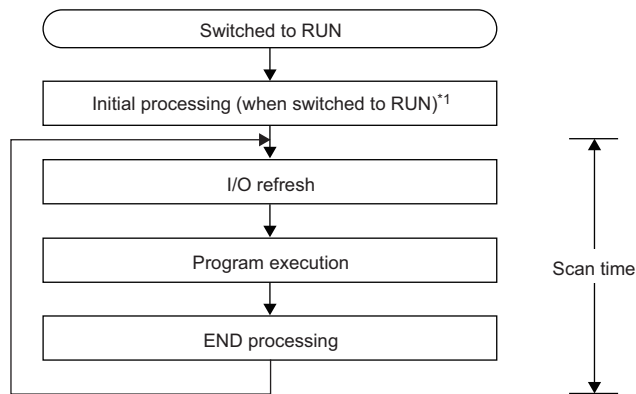 Switched to RUN
Initial processing (when switched to RUN)*1
I/O refresh
Program execution
Scan time
END processing